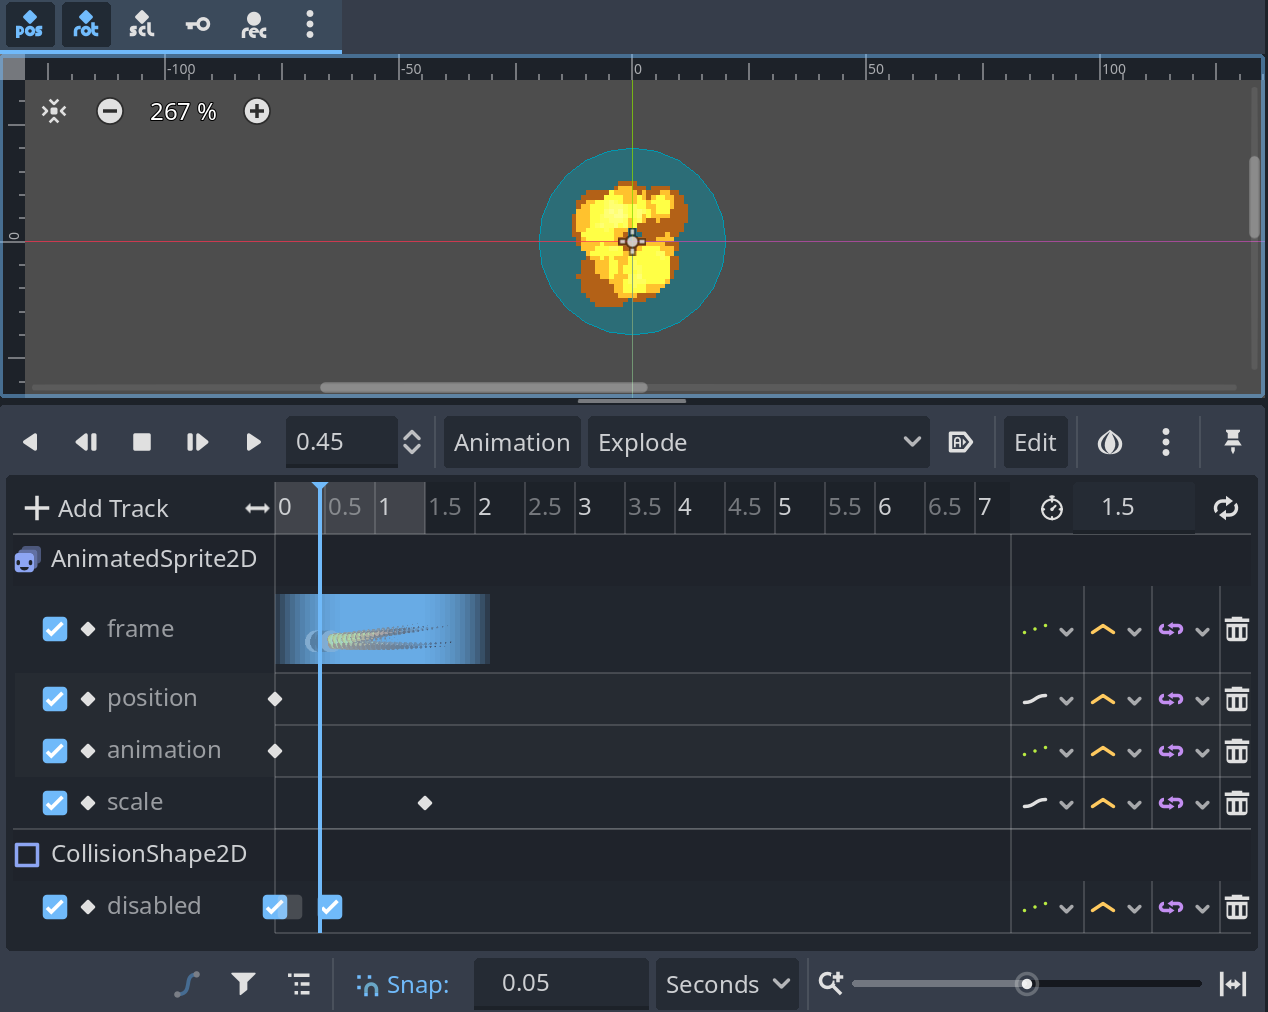 pos rot scl rec
-100 -50 0 50 100
267 %
0
0.45 Animation Explode Edit
Add Track 0 0.5 1 1.5 2 2.5 3 3.5 4 4.5 5 5.5 6 6.5 7 1.5
AnimatedSprite2D
frame
position
animation
scale
CollisionShape2D
disabled
Snap: 0.05 Seconds